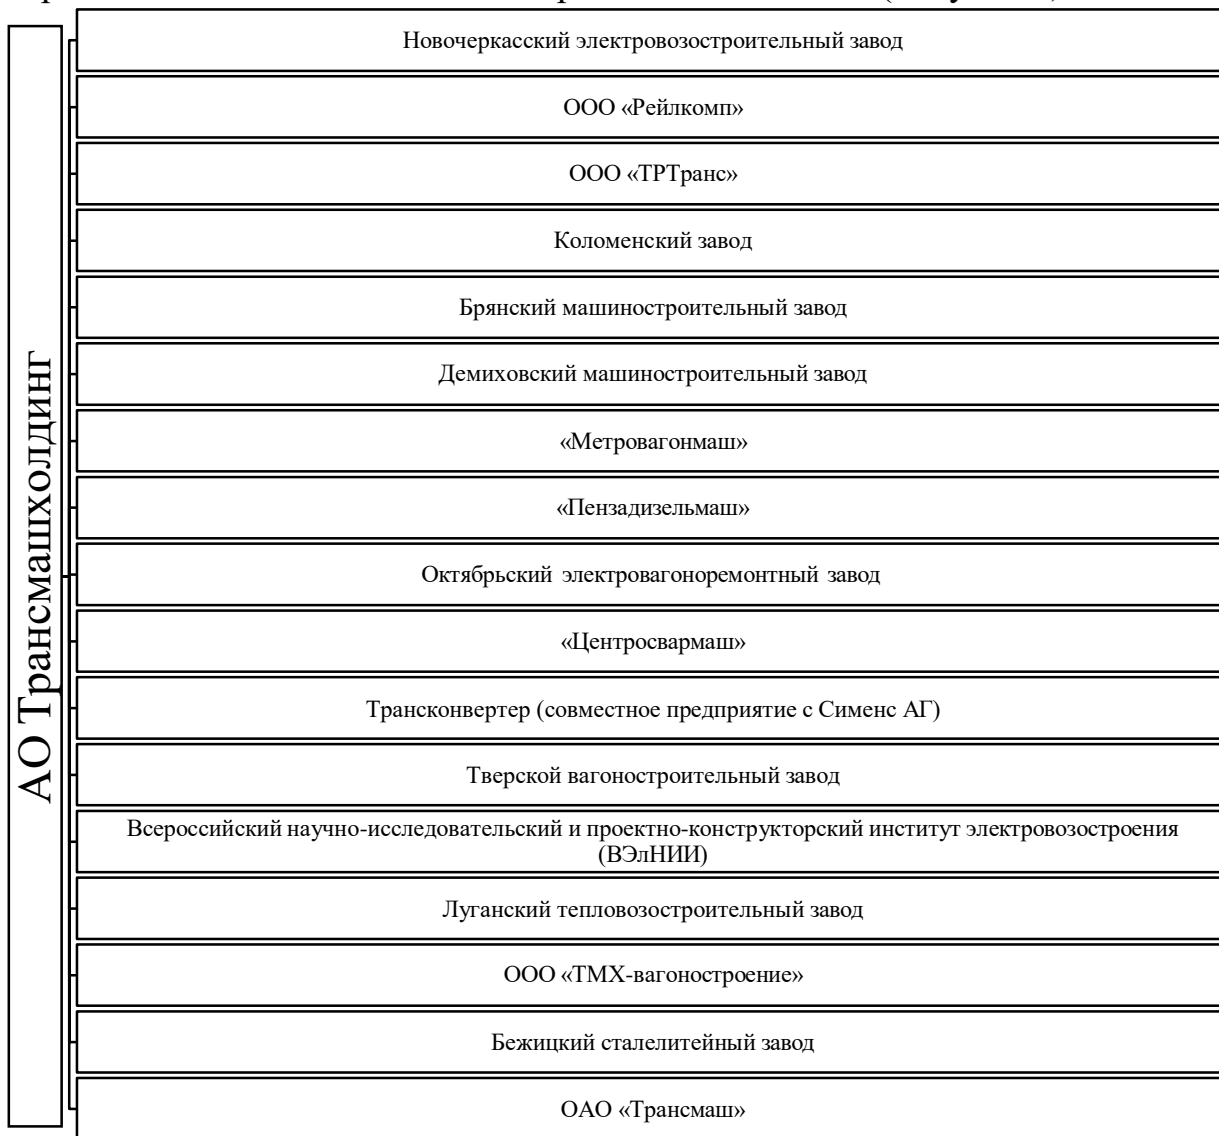 АО Трансмашхолдинг
Новочеркасский электровозостроительный завод
ООО «Рейлкомп»
ООО «ТРТранс»
Коломенский завод
Брянский машиностроительный завод
Демиховский машиностроительный завод
«Метровагонмаш»
«Пензадизельмаш»
Октябрьский электровагоноремонтный завод
«Центросвармаш»
Трансконвертер (совместное предприятие с Сименс АГ)
Тверской вагоностроительный завод
Всероссийский научно-исследовательский и проектно-конструкторский институт электровозостроения
(ВЭлНИИ)
Луганский тепловозостроительный завод
ООО «ТМХ-вагоностроение»
Бежицкий сталелитейный завод
ОАО «Трансмаш»